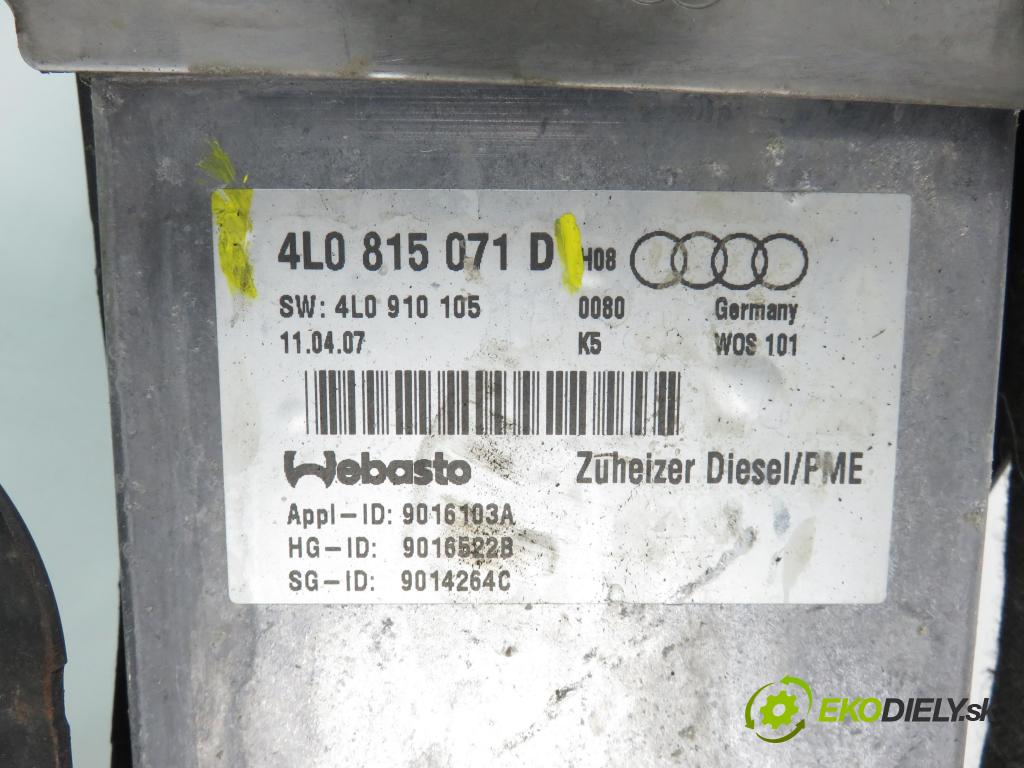 4L0 815 071 D H08
SW: 4L0 910 105 0080 Germany
11.04.07 K5 WOS 101
Webasto Zuheizer Diesel/PME
Appl-ID: 9016103A
HG-ID: 9016522B
SG-ID: 9014264C
EKODIELY.sk